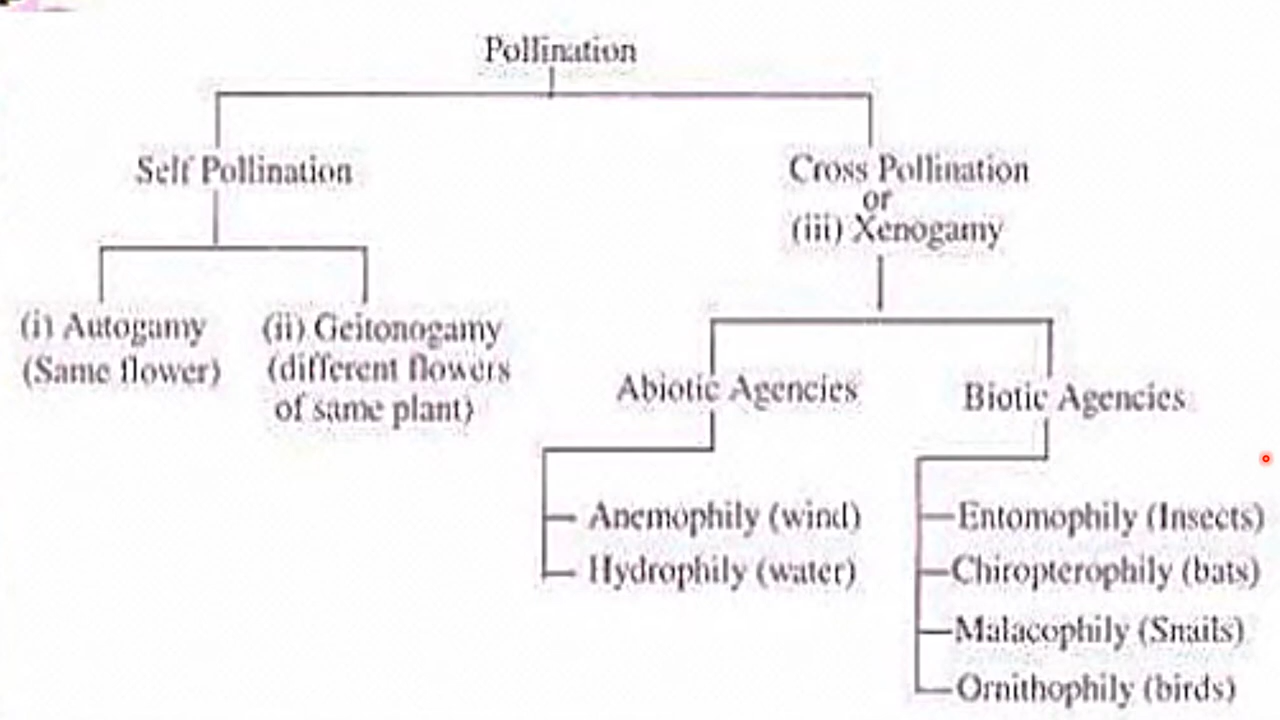 Pollination
Self Pollination
Cross Pollination
or
(iii) Xenogamy
(i) Autogamy
(Same flower)
(ii) Geitonogamy
(different flowers
of same plant)
Abiotic Agencies
Biotic Agencies
Anemophily (wind)
Hydrophily (water)
Entomophily (Insects)
Chiropterophily (bats)
Malacophily (Snails)
Ornithophily (birds)